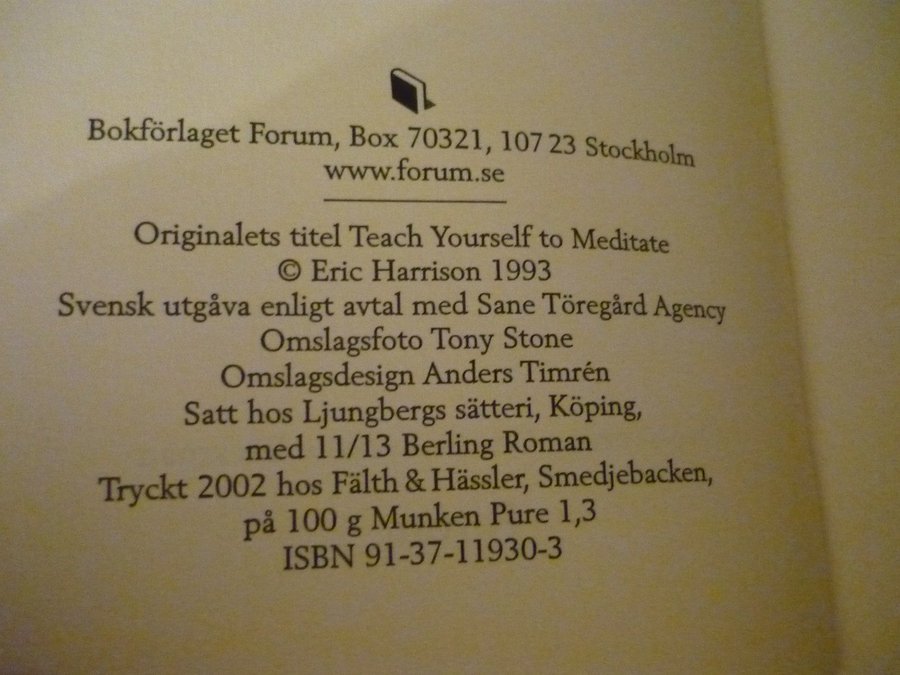 Bokförlaget Forum, Box 70321, 107 23 Stockholm
www.forum.se
Originalets titel Teach Yourself to Meditate
© Eric Harrison 1993
Svensk utgåva enligt avtal med Sane Töregård Agency
Omslagsfoto Tony Stone
Omslagsdesign Anders Timrén
Satt hos Ljungbergs sätteri, Köping,
med 11/13 Berling Roman
Tryckt 2002 hos Fälth & Hässler, Smedjebacken,
på 100 g Munken Pure 1,3
ISBN 91-37-11930-3